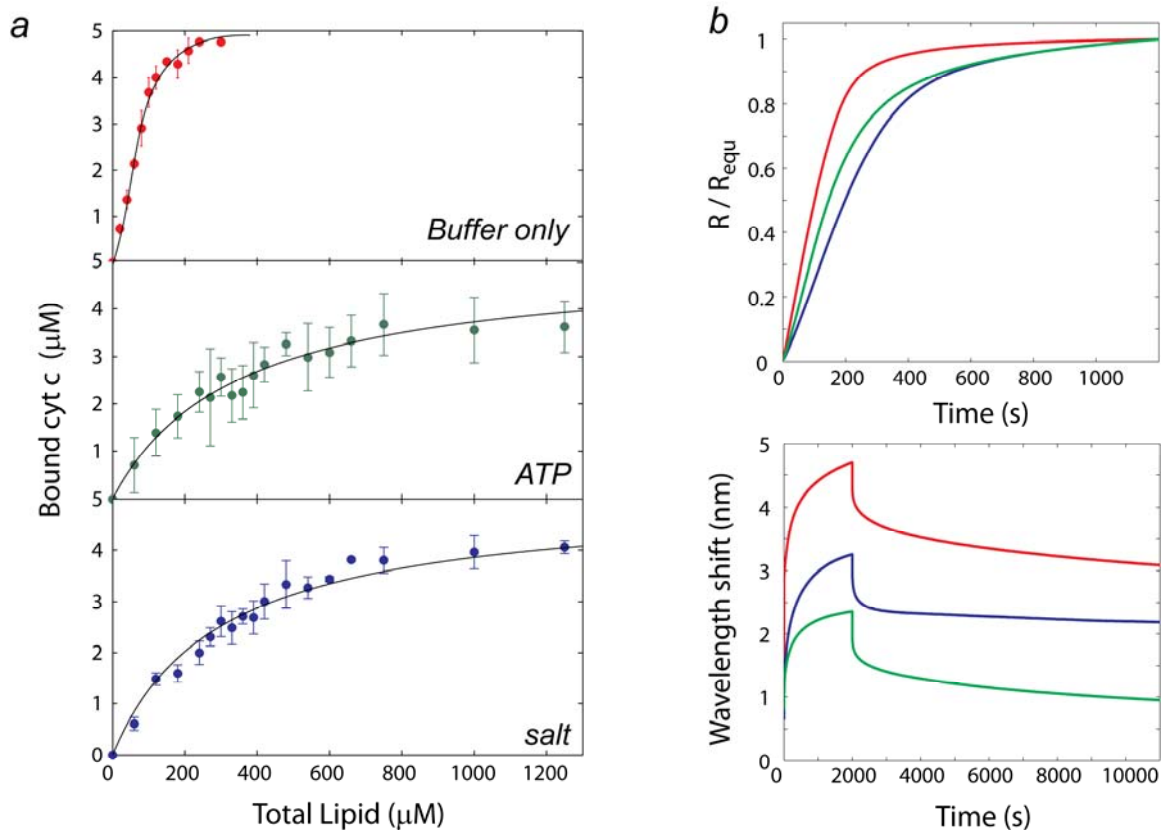 a
5
4
3
2
1
Buffer only
5
4
3
2
1
ATP
5
4
3
2
1
salt
0
0 200 400 600 800 1000 1200
Total Lipid (μM)
Bound cyt c (μM)
b
1
0.8
0.6
0.4
0.2
0
0 200 400 600 800 1000
Time (s)
R / Requ
5
4
3
2
1
0
0 2000 4000 6000 8000 10000
Time (s)
Wavelength shift (nm)